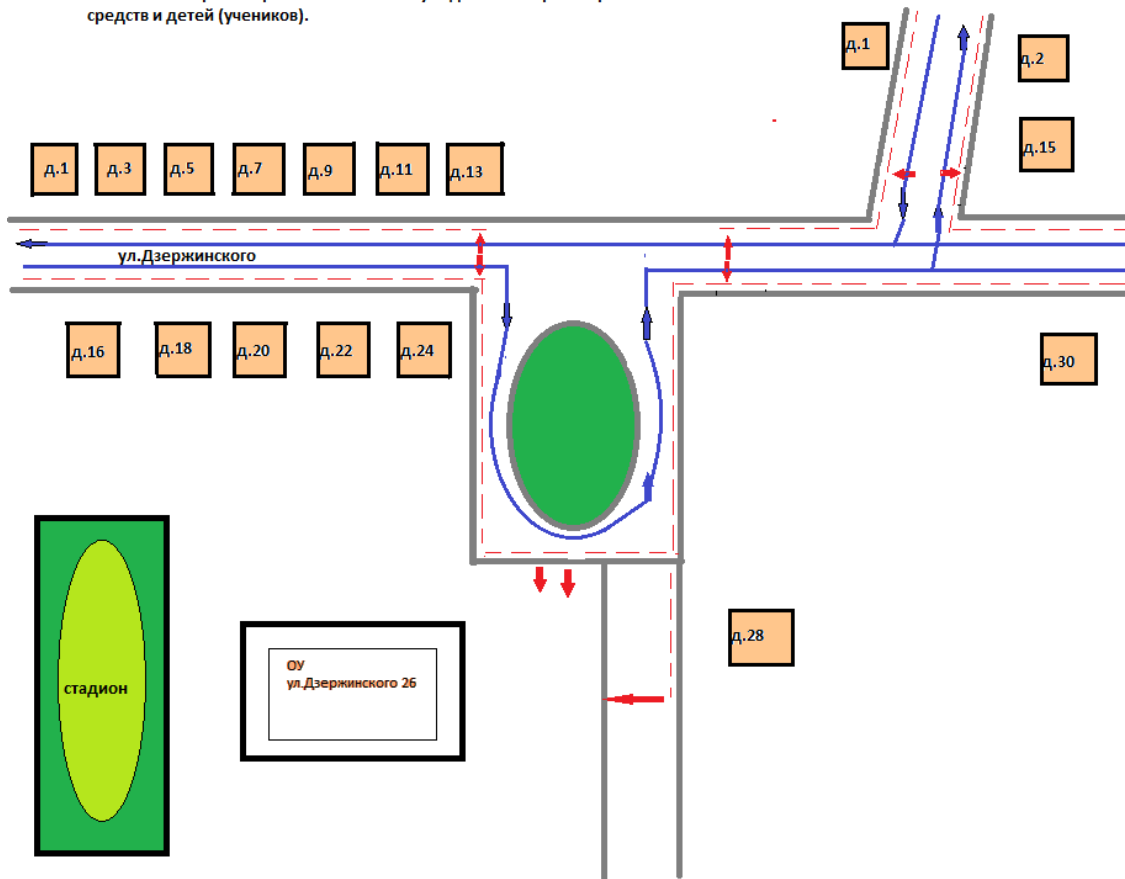 средств и детей (учеников).
д.1
д.2
д.15
д.1 д.3 д.5 д.7 д.9 д.11 д.13
ул.Дзержинского
д.16 д.18 д.20 д.22 д.24
д.30
ОУ
ул.Дзержинского 26
д.28
стадион